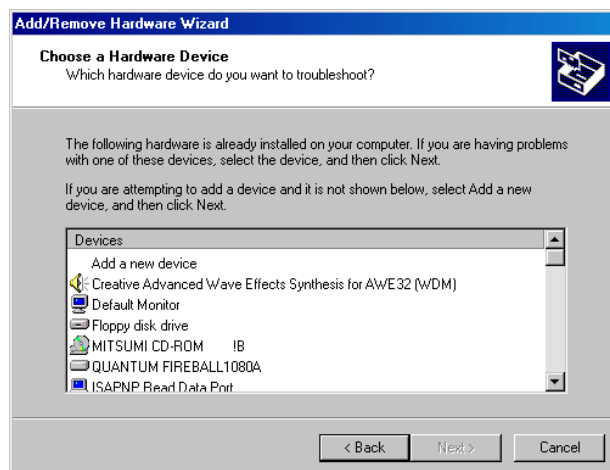 Add/Remove Hardware Wizard
Choose a Hardware Device
Which hardware device do you want to troubleshoot?
The following hardware is already installed on your computer. If you are having problems
with one of these devices, select the device, and then click Next.
If you are attempting to add a device and it is not shown below, select Add a new
device, and then click Next.
Devices
Add a new device
Creative Advanced Wave Effects Synthesis for AWE32 (WDM)
Default Monitor
Floppy disk drive
MITSUMI CD-ROM !B
QUANTUM FIREBALL1080A
ISAPNP Read Data Port
< Back
Next >
Cancel